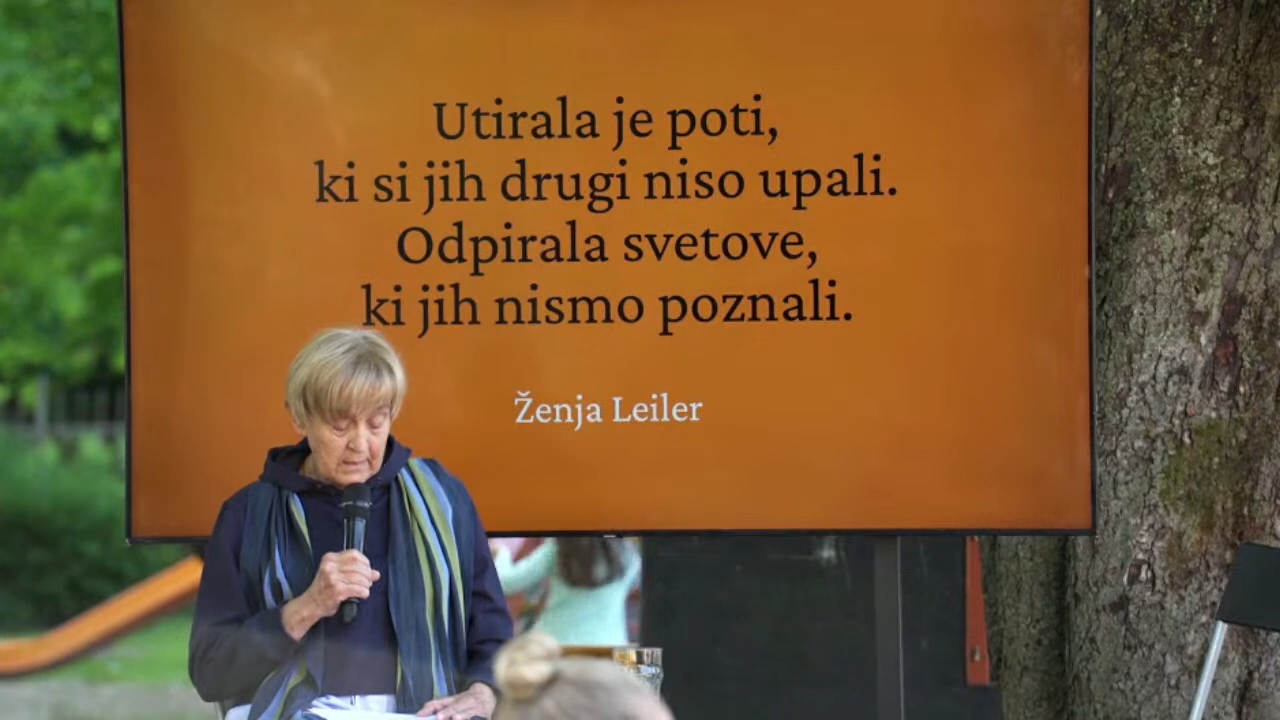 Utirala je poti,
ki si jih drugi niso upali.
Odpirala svetove,
ki jih nismo poznali.
Ženja Leiler